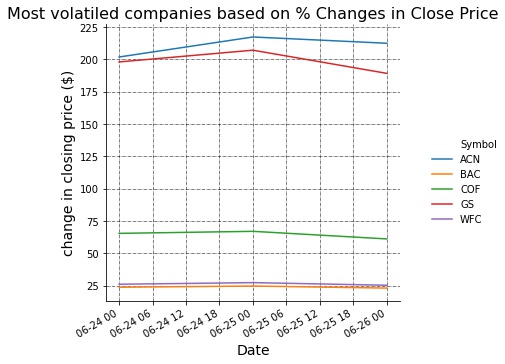 Most volatiled companies based on % Changes in Close Price
225
200
175
150
125
100
75
50
25
change in closing price ($)
06-24 00
06-24 06
06-24 12
06-24 18
06-25 00
06-25 06
06-25 12
06-25 18
06-26 00
Date
Symbol
ACN
BAC
COF
GS
WFC